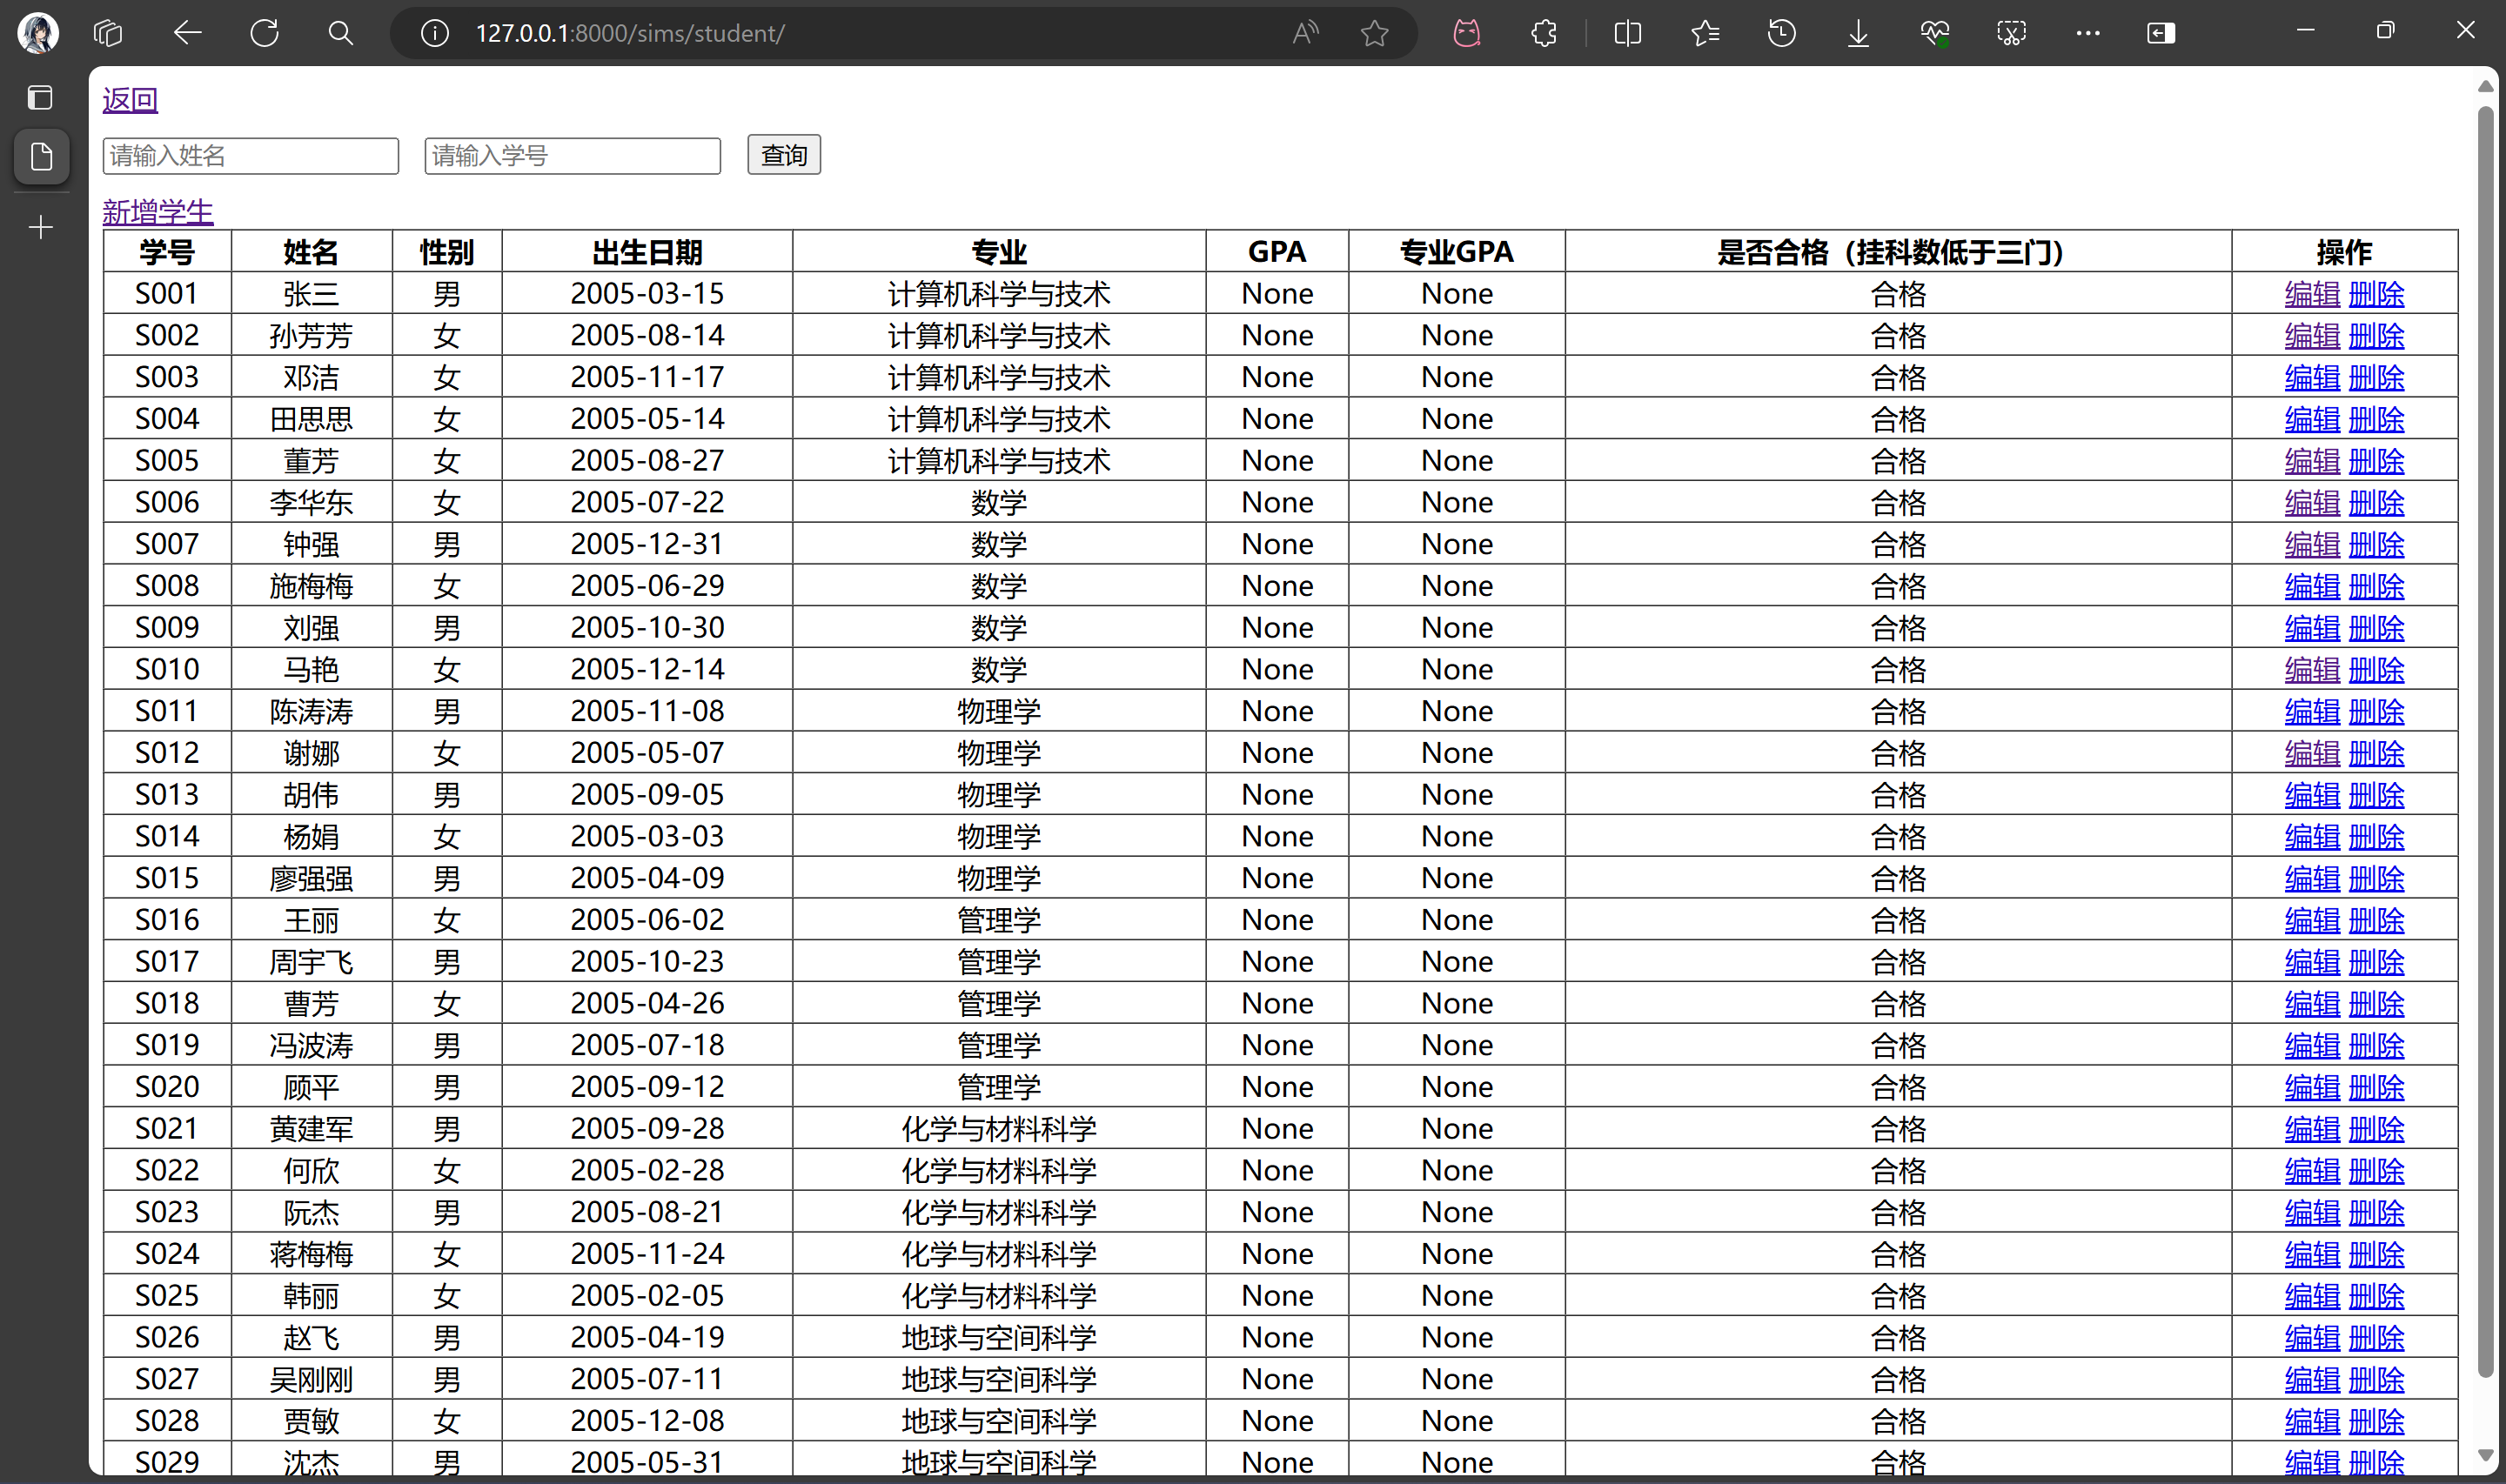 127.0.0.1:8000/sims/student/
返回
请输入姓名 请输入学号 查询
新增学生
学号 姓名 性别 出生日期 专业 GPA 专业GPA 是否合格（挂科数低于三门） 操作
S001 张三 男 2005-03-15 计算机科学与技术 None None 合格 编辑 删除
S002 孙芳芳 女 2005-08-14 计算机科学与技术 None None 合格 编辑 删除
S003 邓洁 女 2005-11-17 计算机科学与技术 None None 合格 编辑 删除
S004 田思思 女 2005-05-14 计算机科学与技术 None None 合格 编辑 删除
S005 董芳 女 2005-08-27 计算机科学与技术 None None 合格 编辑 删除
S006 李华东 女 2005-07-22 数学 None None 合格 编辑 删除
S007 钟强 男 2005-12-31 数学 None None 合格 编辑 删除
S008 施梅梅 女 2005-06-29 数学 None None 合格 编辑 删除
S009 刘强 男 2005-10-30 数学 None None 合格 编辑 删除
S010 马艳 女 2005-12-14 数学 None None 合格 编辑 删除
S011 陈涛涛 男 2005-11-08 物理学 None None 合格 编辑 删除
S012 谢娜 女 2005-05-07 物理学 None None 合格 编辑 删除
S013 胡伟 男 2005-09-05 物理学 None None 合格 编辑 删除
S014 杨娟 女 2005-03-03 物理学 None None 合格 编辑 删除
S015 廖强强 男 2005-04-09 物理学 None None 合格 编辑 删除
S016 王丽 女 2005-06-02 管理学 None None 合格 编辑 删除
S017 周宇飞 男 2005-10-23 管理学 None None 合格 编辑 删除
S018 曹芳 女 2005-04-26 管理学 None None 合格 编辑 删除
S019 冯波涛 男 2005-07-18 管理学 None None 合格 编辑 删除
S020 顾平 男 2005-09-12 管理学 None None 合格 编辑 删除
S021 黄建军 男 2005-09-28 化学与材料科学 None None 合格 编辑 删除
S022 何欣 女 2005-02-28 化学与材料科学 None None 合格 编辑 删除
S023 阮杰 男 2005-08-21 化学与材料科学 None None 合格 编辑 删除
S024 蒋梅梅 女 2005-11-24 化学与材料科学 None None 合格 编辑 删除
S025 韩丽 女 2005-02-05 化学与材料科学 None None 合格 编辑 删除
S026 赵飞 男 2005-04-19 地球与空间科学 None None 合格 编辑 删除
S027 吴刚刚 男 2005-07-11 地球与空间科学 None None 合格 编辑 删除
S028 贾敏 女 2005-12-08 地球与空间科学 None None 合格 编辑 删除
S029 沈杰 男 2005-05-31 地球与空间科学 None None 合格 编辑 删除